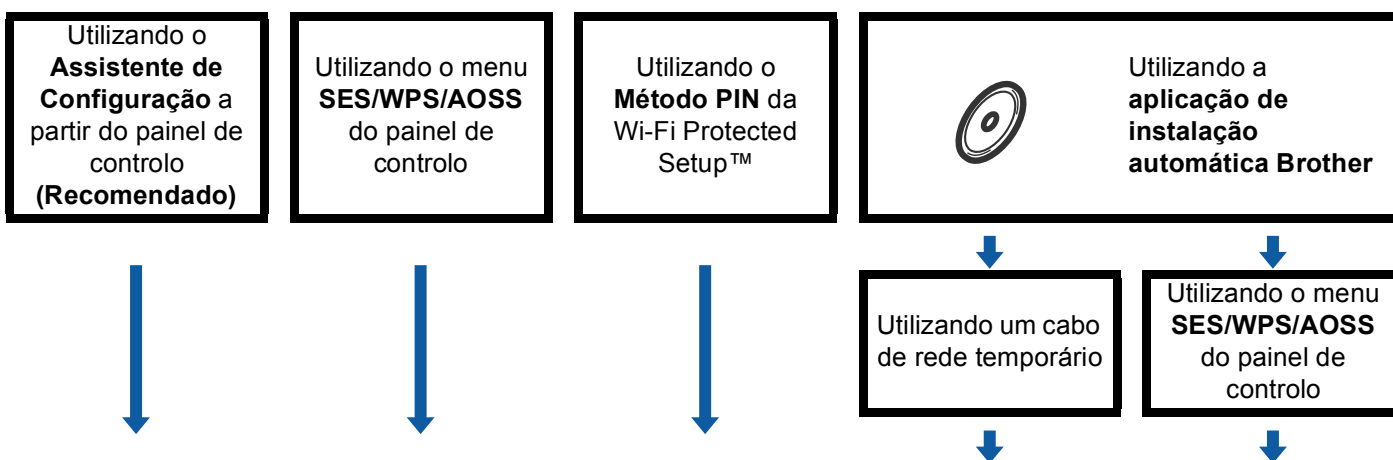 Utilizando o
Assistente de
Configuração a
partir do painel de
controlo
(Recomendado)
Utilizando o menu
SES/WPS/AOSS
do painel de
controlo
Utilizando o
Método PIN da
Wi-Fi Protected
Setup™
Utilizando a
aplicação de
instalação
automática Brother
Utilizando um cabo
de rede temporário
Utilizando o menu
SES/WPS/AOSS
do painel de
controlo